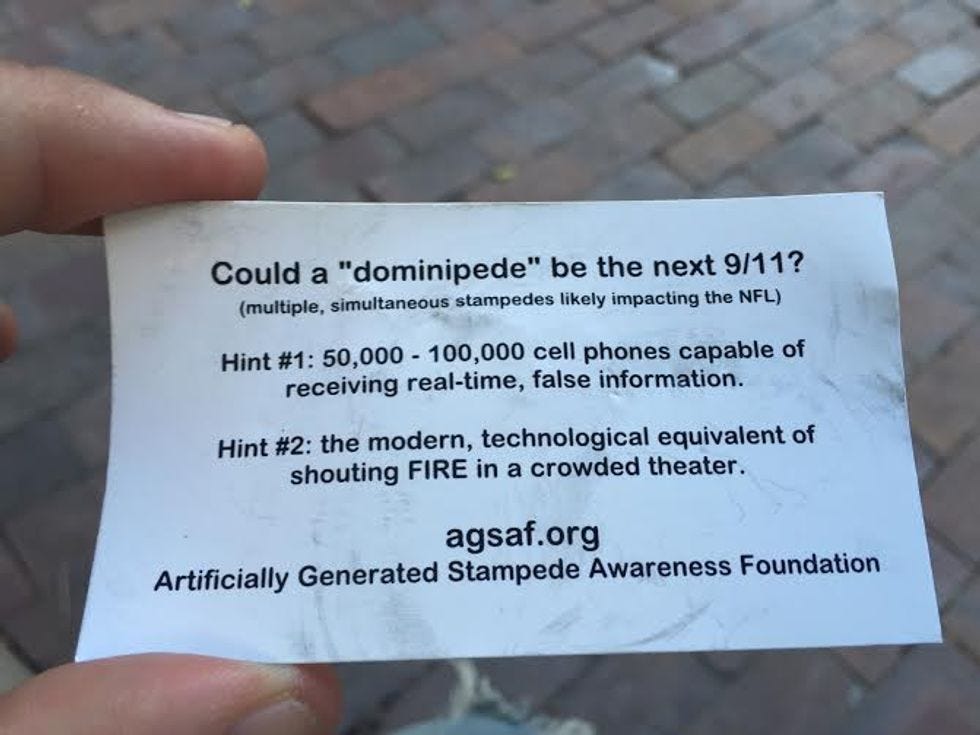 Could a "dominipede" be the next 9/11?
(multiple, simultaneous stampedes likely impacting the NFL)
Hint #1: 50,000 - 100,000 cell phones capable of
receiving real-time, false information.
Hint #2: the modern, technological equivalent of
shouting FIRE in a crowded theater.
agsaf.org
Artificially Generated Stampede Awareness Foundation